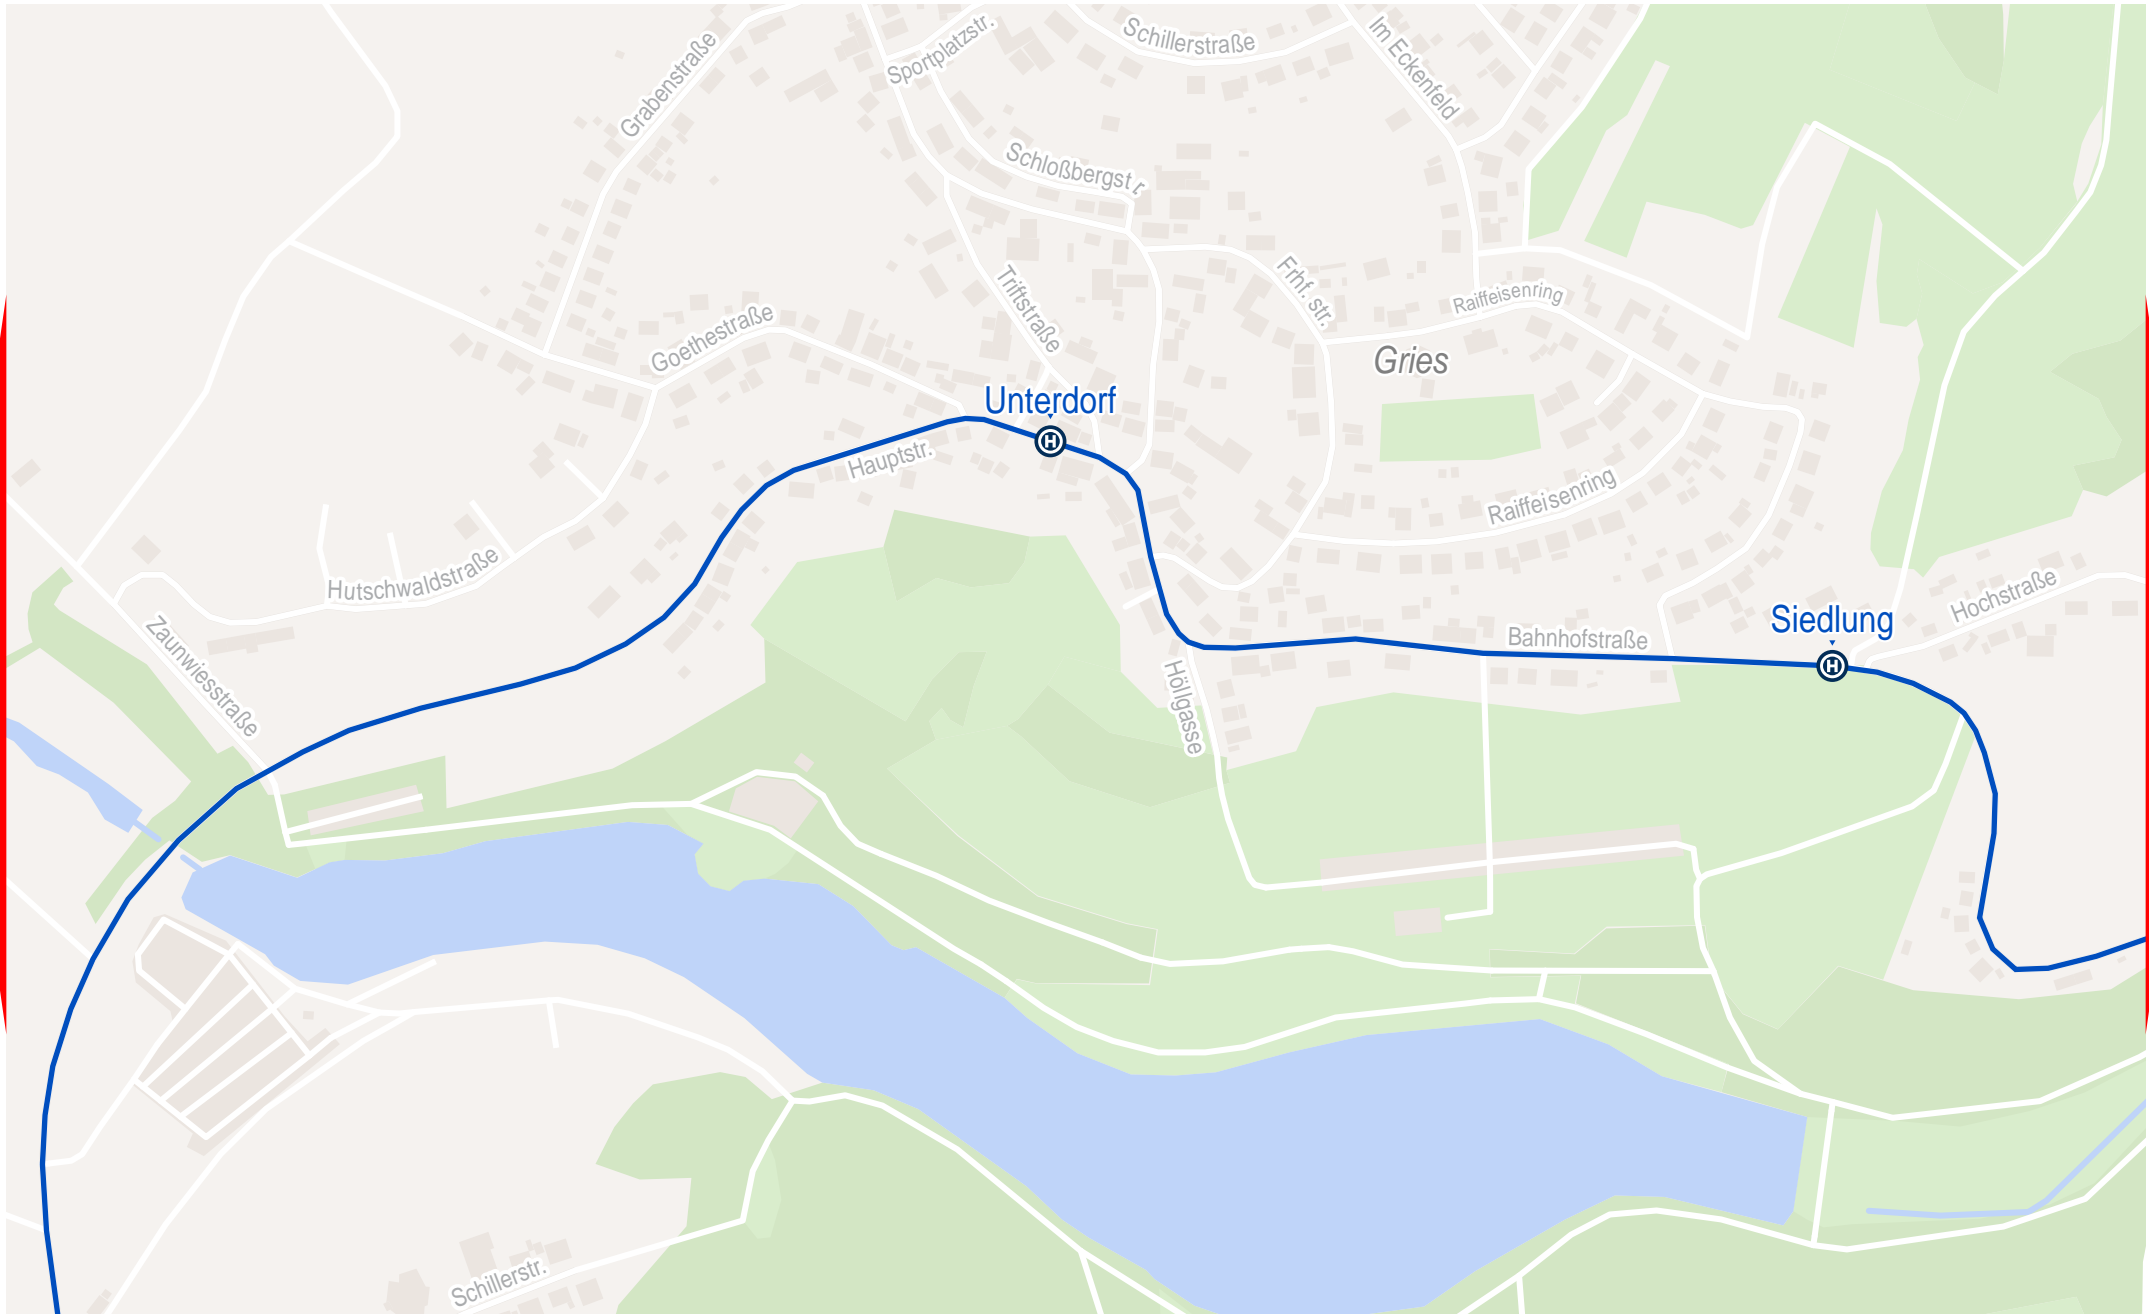 Schillerstraße
Sportplatzstr.
Im Eckenfeld
Grabenstraße
Schloßbergst r
Triftstraße
Frhf. str.
Raiffeisenring
Goethestraße
Gries
Unterdorf
H
Hauptstr.
Raiffeisenring
Hutschwaldstraße
Hochstraße
Zaunwiesstraße
Siedlung
H
Bahnhofstraße
Höllgasse
Schillerstr.